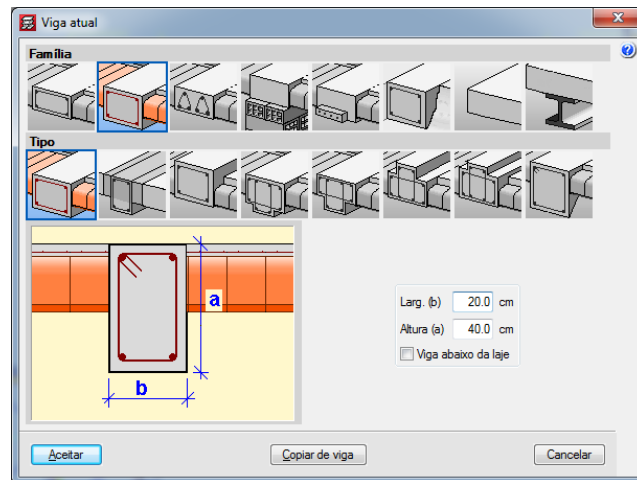 Viga atual
Família
Tipo
a
b
Larg. (b) 20.0 cm
Altura (a) 40.0 cm
Viga abaixo da laje
Aceitar
Copiar de viga
Cancelar